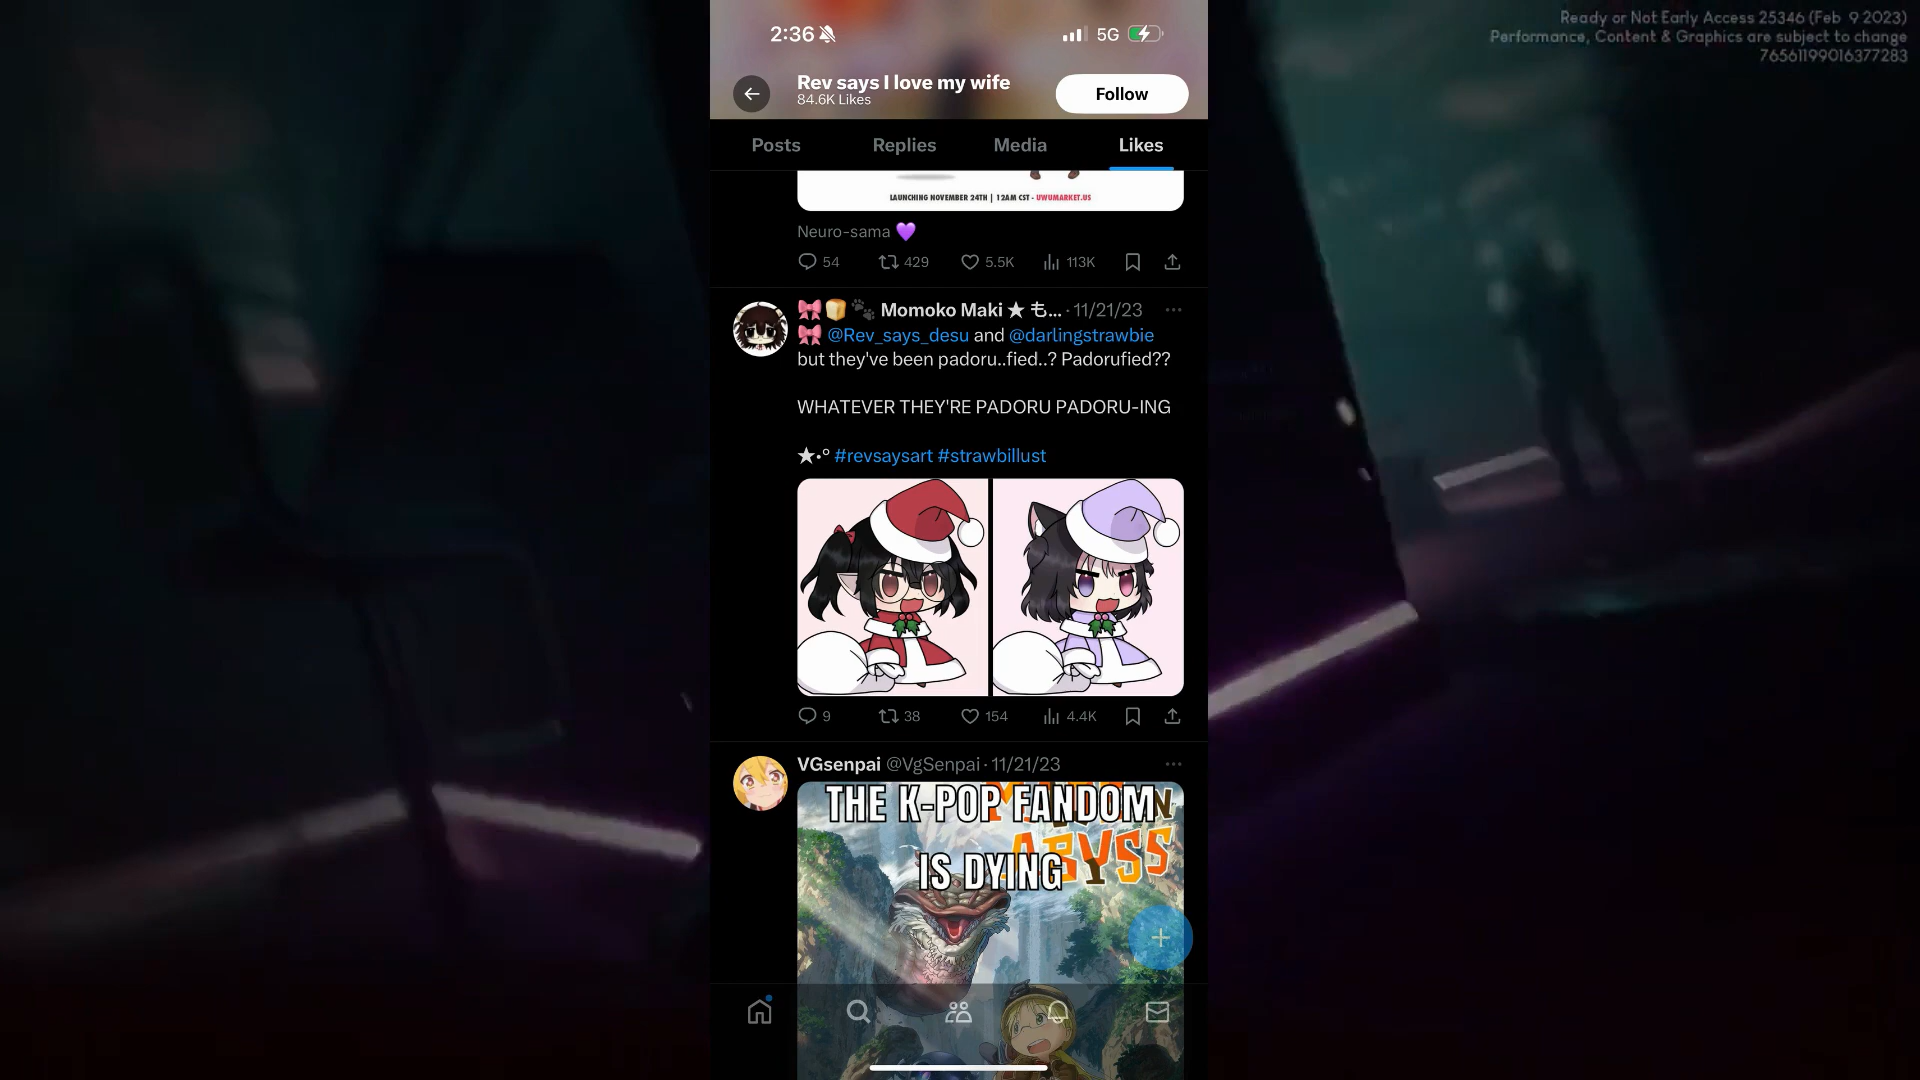 Ready or Not Early Access 25346 (Feb 9 2023)
Performance, Content & Graphics are subject to change
76561199016377283
2:36
5G
Rev says I love my wife
84.6K Likes
Follow
Posts Replies Media Likes
LAUNCHING NOVEMBER 24TH | 12AM CST - UWUMARKET.US
Neuro-sama 💜
54 429 5.5K 113K
🎀🍞🐾 Momoko Maki ★ も... · 11/21/23
🎀 @Rev_says_desu and @darlingstrawbie
but they've been padoru..fied..? Padorufied??
WHATEVER THEY'RE PADORU PADORU-ING
★•° #revsaysart #strawbillust
9 38 154 4.4K
VGsenpai @VgSenpai · 11/21/23
THE K-POP FANDOM
IS DYING
ABYSS